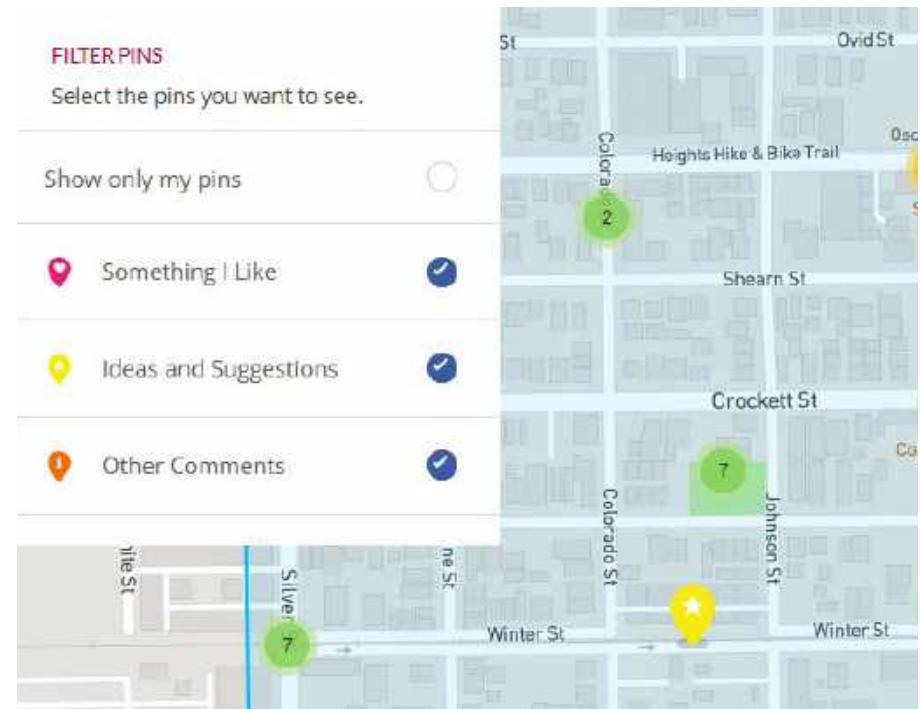 FILTER PINS
Select the pins you want to see.
Show only my pins
Something I Like
Ideas and Suggestions
Other Comments
St
Ovid St
Heights Hike & Bike Trail
2
Shearn St
Crockett St
7
Colorado St
Johnson St
Silver
7
Winter St
Winter St